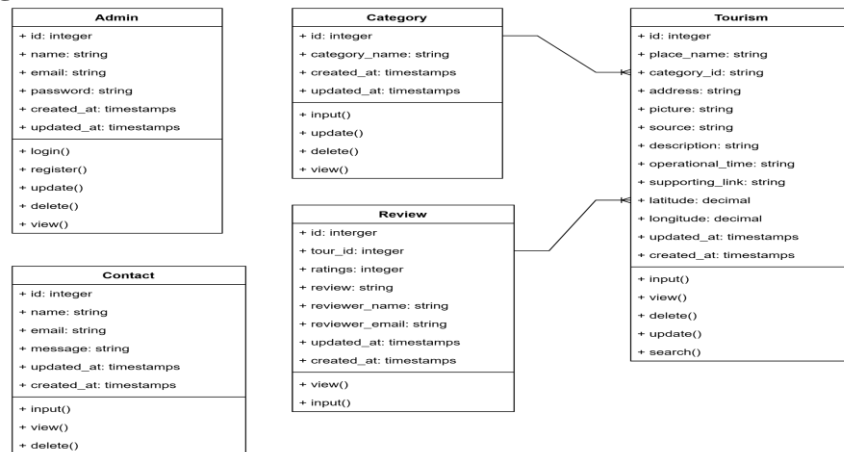 Admin
+ id: integer
+ name: string
+ email: string
+ password: string
+ created_at: timestamps
+ updated_at: timestamps
+ login()
+ register()
+ update()
+ delete()
+ view()
Category
+ id: integer
+ category_name: string
+ created_at: timestamps
+ updated_at: timestamps
+ input()
+ update()
+ delete()
+ view()
Tourism
+ id: integer
+ place_name: string
+ category_id: string
+ address: string
+ picture: string
+ source: string
+ description: string
+ operational_time: string
+ supporting_link: string
+ latitude: decimal
+ longitude: decimal
+ updated_at: timestamps
+ created_at: timestamps
+ input()
+ view()
+ delete()
+ update()
+ search()
Contact
+ id: integer
+ name: string
+ email: string
+ message: string
+ updated_at: timestamps
+ created_at: timestamps
+ input()
+ view()
+ delete()
Review
+ id: interger
+ tour_id: integer
+ ratings: integer
+ review: string
+ reviewer_name: string
+ reviewer_email: string
+ updated_at: timestamps
+ created_at: timestamps
+ view()
+ input()